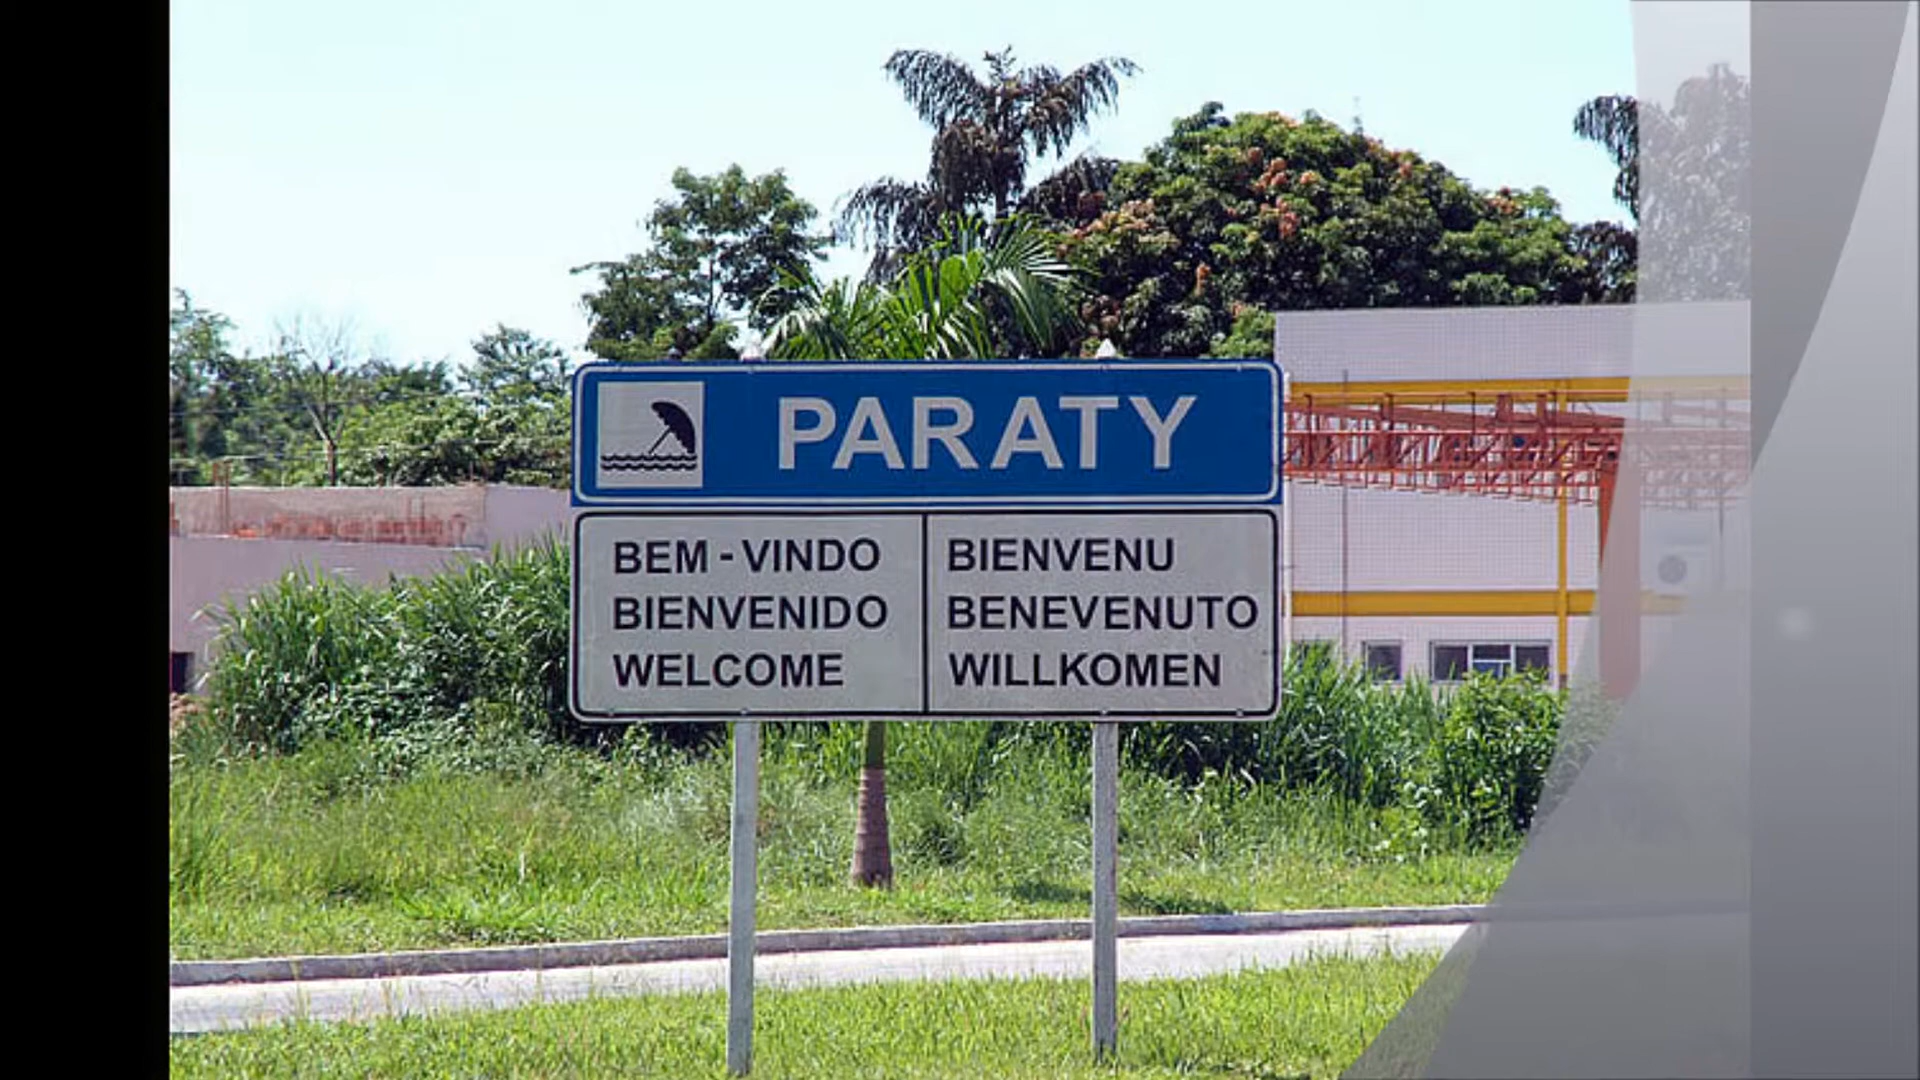 PARATY
BEM - VINDO
BIENVENIDO
WELCOME
BIENVENU
BENEVENUTO
WILLKOMEN